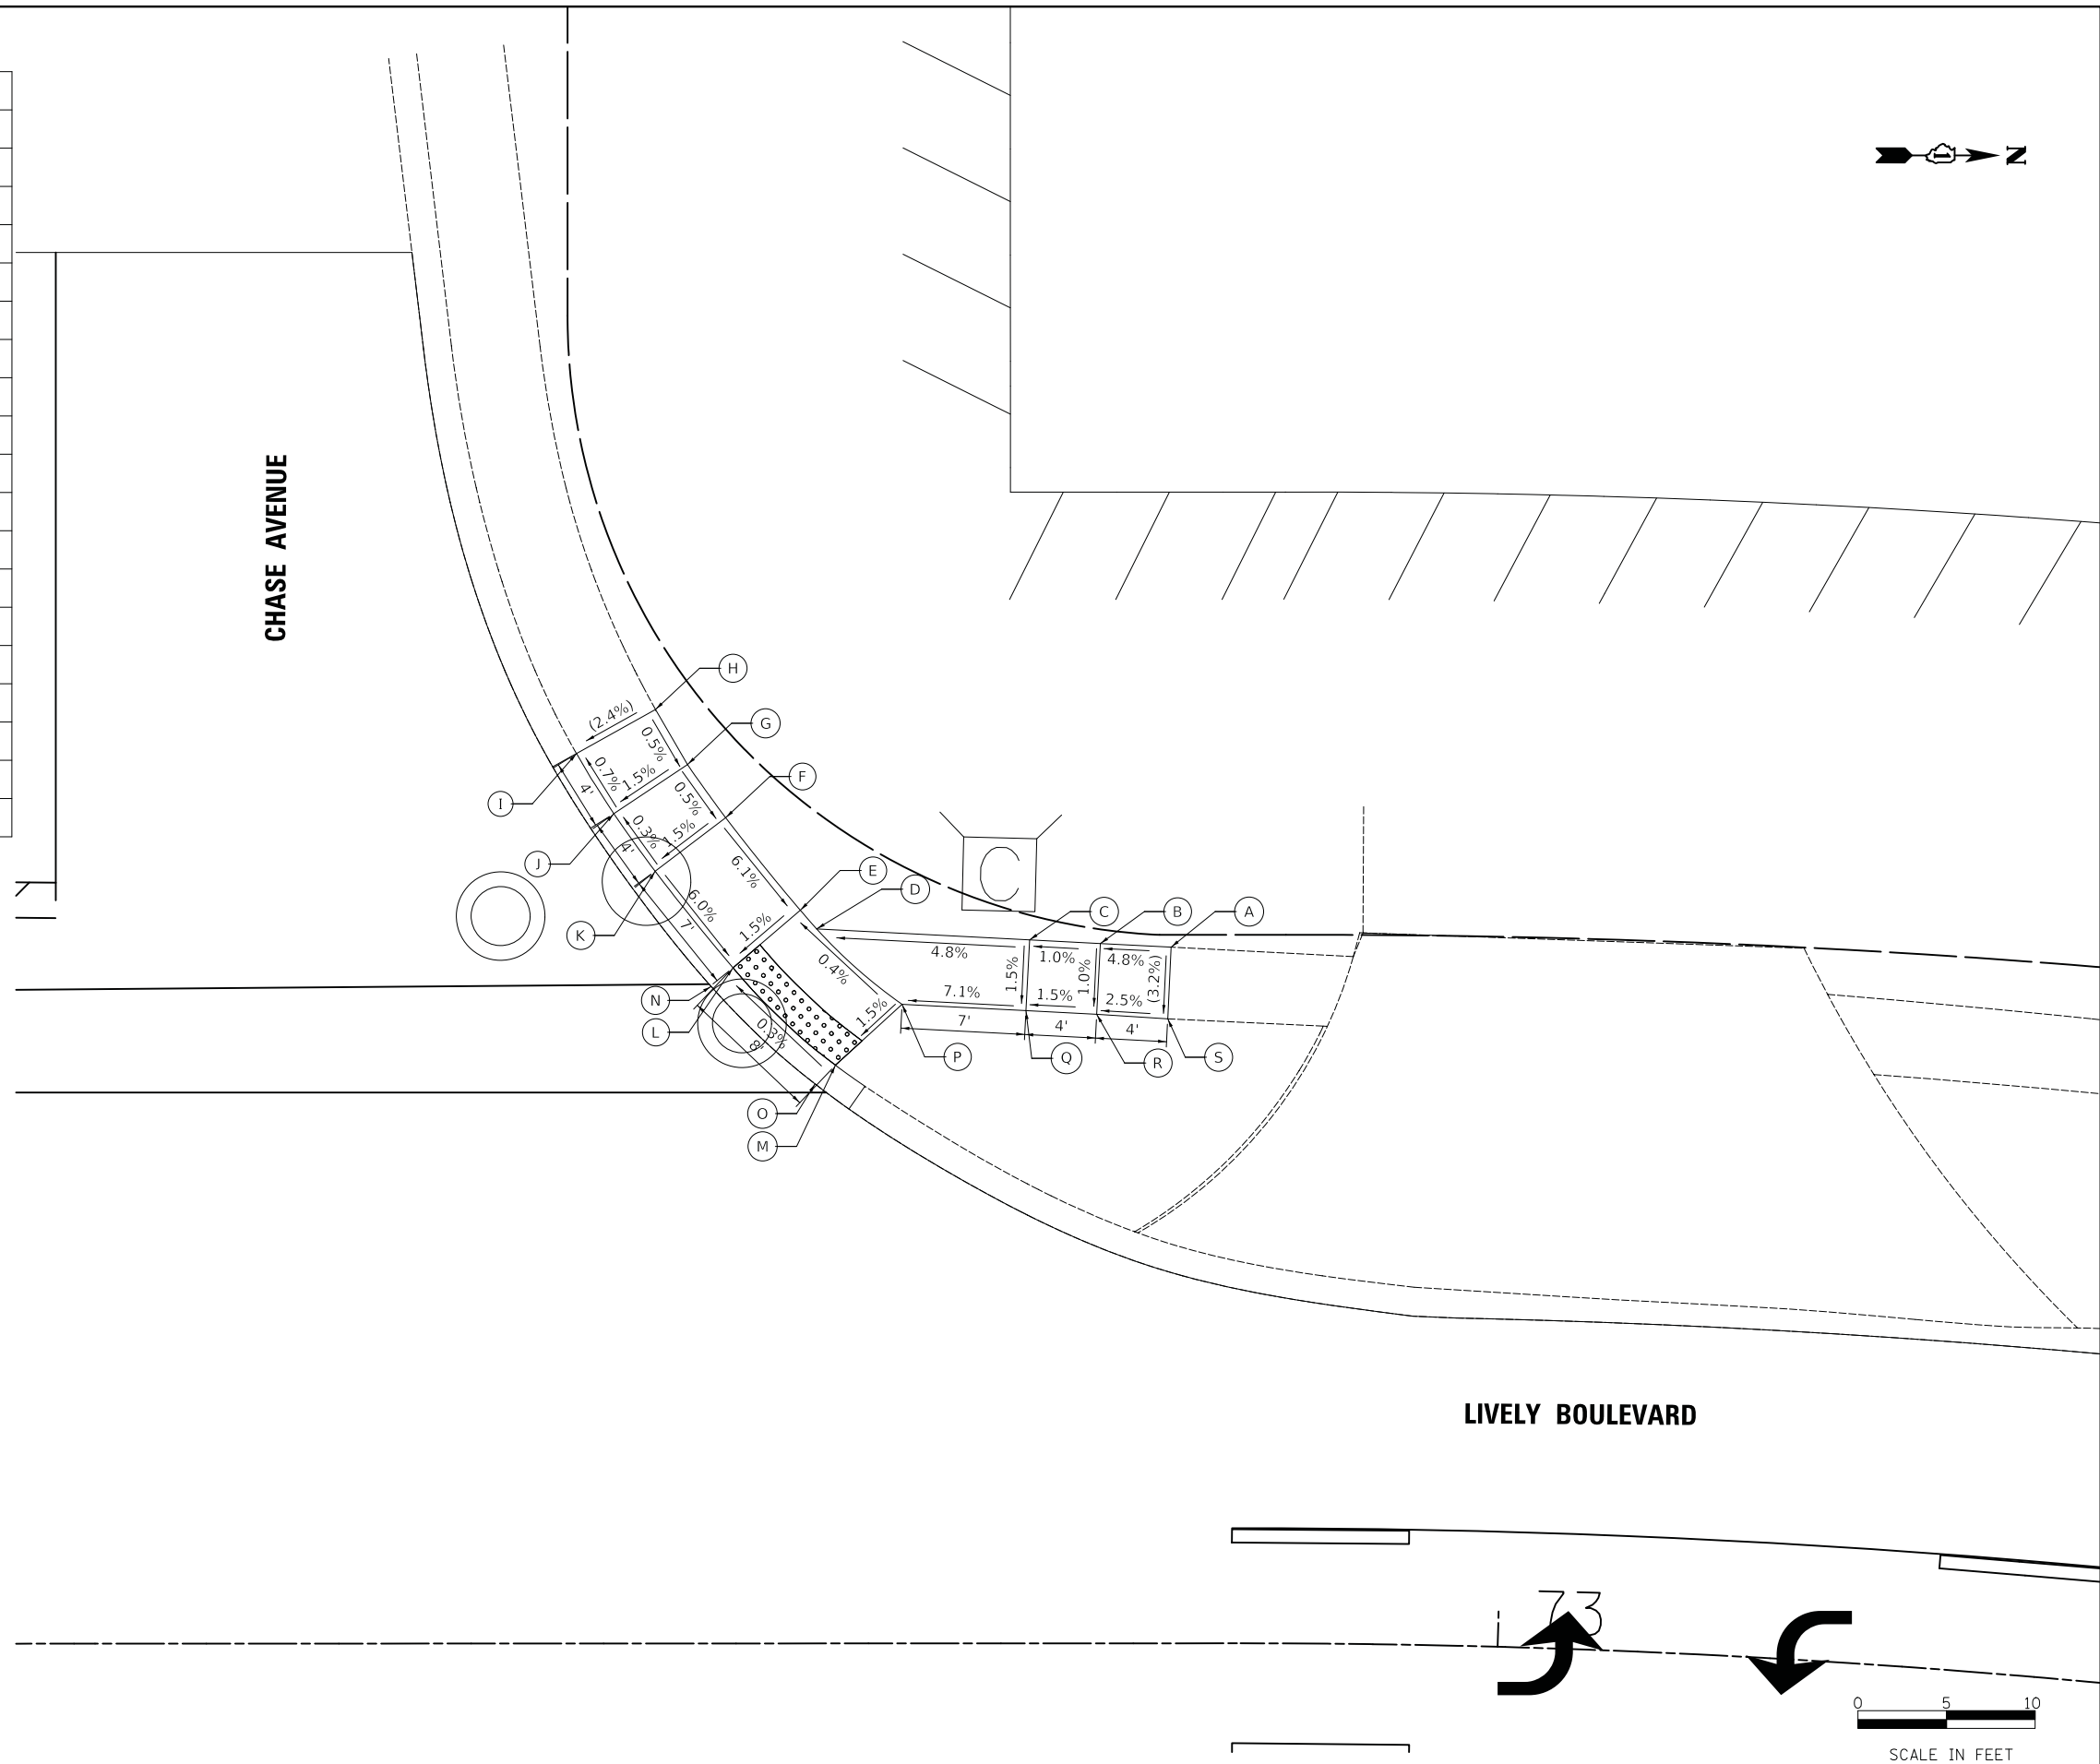 N
CHASE AVENUE
H
(2.4%)
G
0.5%
F
0.7%
1.5%
I
4'
0.5%
0.3%
1.5%
J
4'
6.1%
E
C
D
K
6.0%
7'
1.5%
C
B
A
4.8%
1.0%
4.8%
1.5%
1.0%
(3.2%)
0.4%
7.1%
1.5%
2.5%
N
L
0.3%
8'
1.5%
7'
4'
4'
P
Q
R
S
O
M
LIVELY BOULEVARD
73
0 5 10
SCALE IN FEET